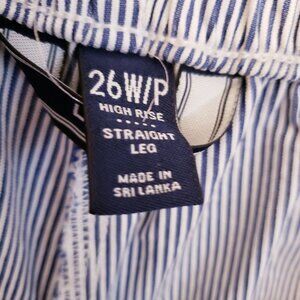 26W/P
HIGH RISE
STRAIGHT
LEG
MADE IN
SRI LANKA